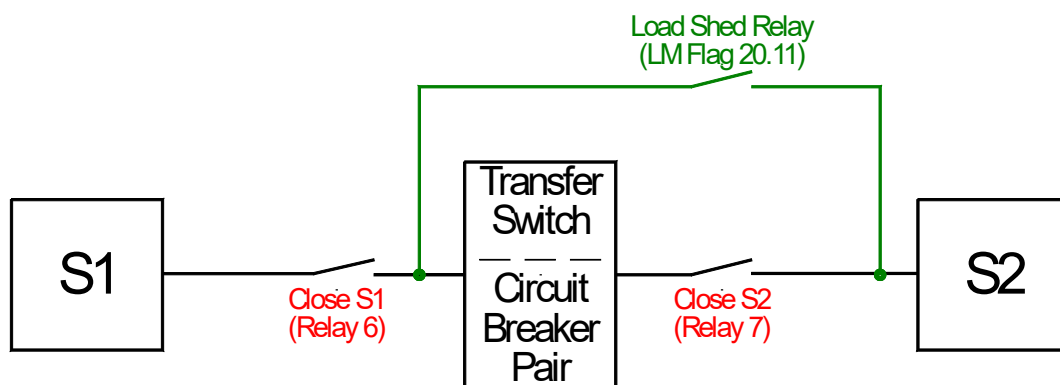 Load Shed Relay
(LM Flag 20.11)
S1
Close S1
(Relay 6)
Transfer
Switch
Circuit
Breaker
Pair
Close S2
(Relay 7)
S2